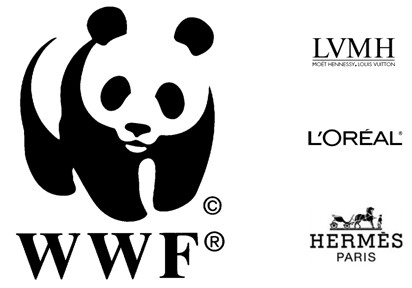 ©
WWF®
LVMH
MOËT HENNESSY. LOUIS VUITTON
L'ORÉAL®
HERMÈS
PARIS